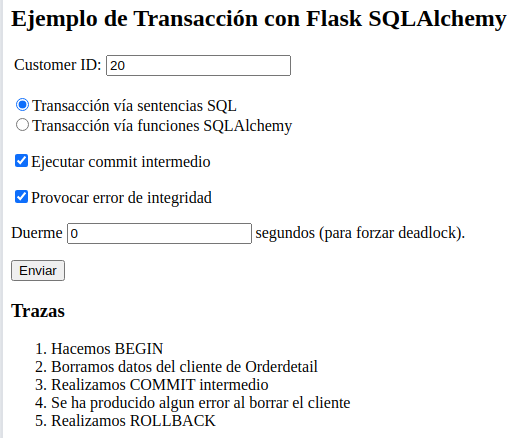 Ejemplo de Transacción con Flask SQLAlchemy
Customer ID: 20
Transacción vía sentencias SQL
Transacción vía funciones SQLAlchemy
Ejecutar commit intermedio
Provocar error de integridad
Duerme 0 segundos (para forzar deadlock).
Enviar
Trazas
1. Hacemos BEGIN
2. Borramos datos del cliente de Orderdetail
3. Realizamos COMMIT intermedio
4. Se ha producido algun error al borrar el cliente
5. Realizamos ROLLBACK